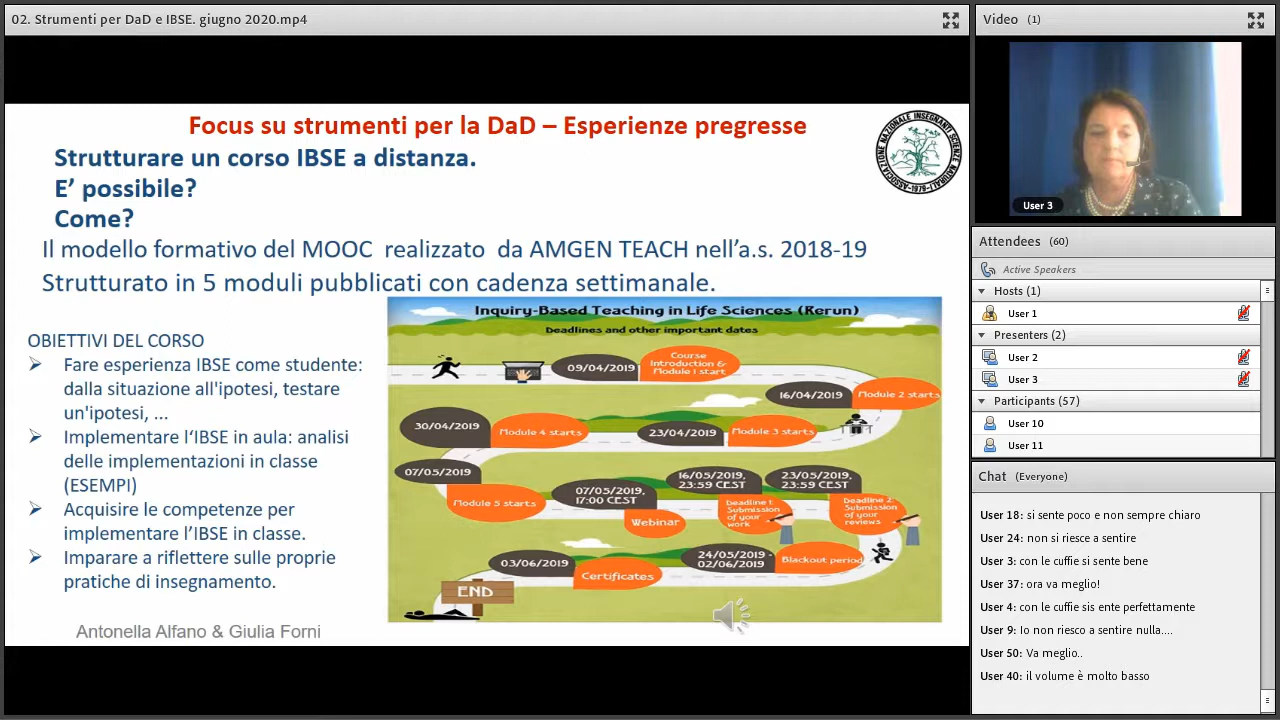 02. Strumenti per DaD e IBSE. giugno 2020.mp4
Focus su strumenti per la DaD – Esperienze pregresse
Strutturare un corso IBSE a distanza.
E' possibile?
Come?
Il modello formativo del MOOC realizzato da AMGEN TEACH nell'a.s. 2018-19
Strutturato in 5 moduli pubblicati con cadenza settimanale.
ASSOCIAZIONE NAZIONALE INSEGNANTI SCIENZE NATURALI
-1979-
OBIETTIVI DEL CORSO
Fare esperienza IBSE come studente:
dalla situazione all'ipotesi, testare
un'ipotesi, ...
Implementare l'IBSE in aula: analisi
delle implementazioni in classe
(ESEMPI)
Acquisire le competenze per
implementare l'IBSE in classe.
Imparare a riflettere sulle proprie
pratiche di insegnamento.
Antonella Alfano & Giulia Forni
Inquiry-Based Teaching in Life Sciences (Rerun)
Deadlines and other important dates
09/04/2019
Course
Introduction &
Module 1 start
16/04/2019
Module 2 starts
23/04/2019
Module 3 starts
30/04/2019
Module 4 starts
07/05/2019
Module 5 starts
07/05/2019,
17:00 CEST
Webinar
16/05/2019,
23:59 CEST
Deadline 1:
Submission
of your
work
23/05/2019,
23:59 CEST
Deadline 2:
Submission
of your
reviews
24/05/2019 -
02/06/2019
Blackout period
03/06/2019
Certificates
END
Video (1)
User 3
Attendees (60)
Active Speakers
Hosts (1)
User 1
Presenters (2)
User 2
User 3
Participants (57)
User 10
User 11
Chat (Everyone)
User 18: si sente poco e non sempre chiaro
User 24: non si riesce a sentire
User 3: con le cuffie si sente bene
User 37: ora va meglio!
User 4: con le cuffie sis ente perfettamente
User 9: Io non riesco a sentire nulla....
User 50: Va meglio..
User 40: il volume è molto basso